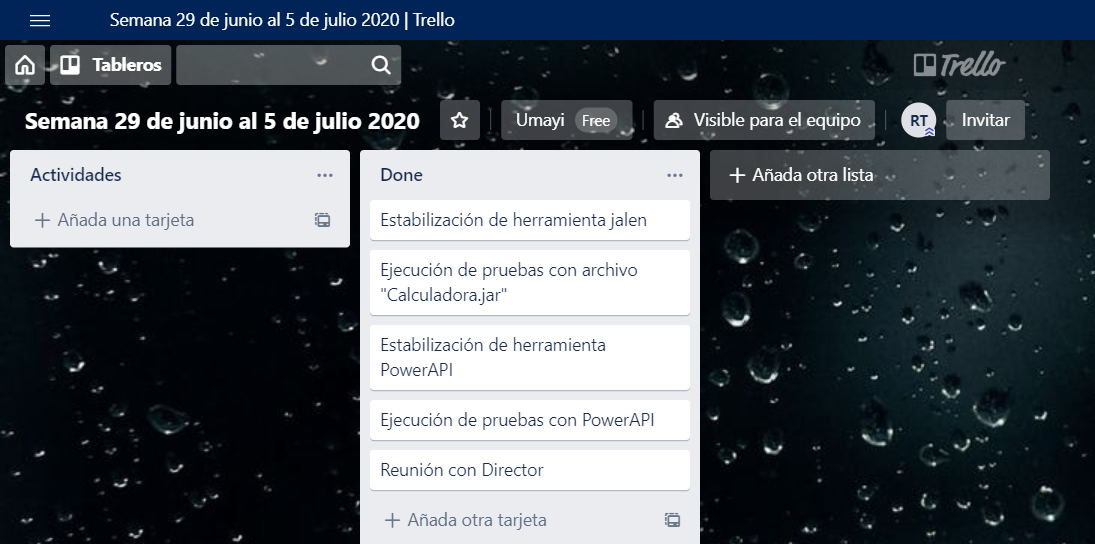 Semana 29 de junio al 5 de julio 2020 | Trello
Tableros
Trello
Semana 29 de junio al 5 de julio 2020
Umayi Free
Visible para el equipo
RT
Invitar
Actividades
Añada una tarjeta
Done
Estabilización de herramienta jalen
Ejecución de pruebas con archivo
"Calculadora.jar"
Estabilización de herramienta
PowerAPI
Ejecución de pruebas con PowerAPI
Reunión con Director
Añada otra tarjeta
Añada otra lista